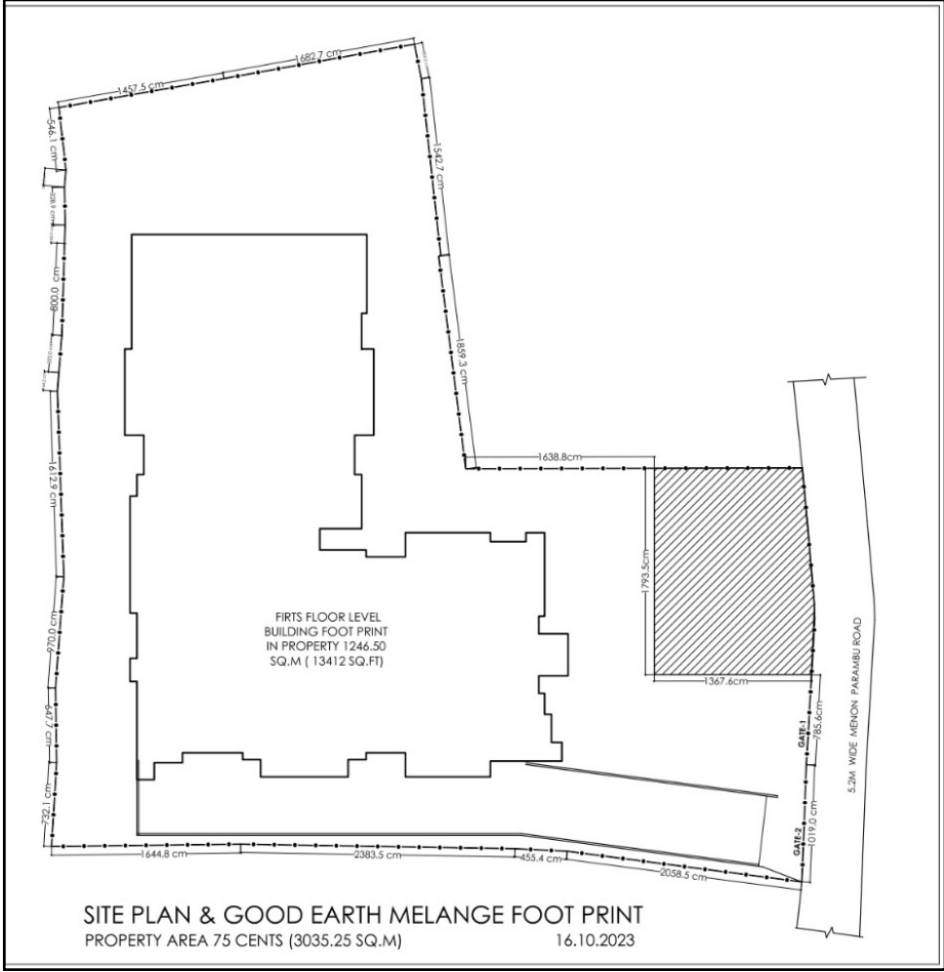 1682.7 cm
1457.5 cm
546.1 cm
1542.7 cm
800.0 cm
1859.3 cm
1638.8cm
1612.9 cm
1793.5cm
FIRTS FLOOR LEVEL
BUILDING FOOT PRINT
IN PROPERTY 1246.50
SQ.M ( 13412 SQ.FT)
970.0 cm
1367.6cm
5.2M WIDE MENON PARAMBU ROAD
647.7 cm
GATE-1
785.6cm
732.1 cm
GATE-2
1019.0 cm
1644.8 cm
2383.5 cm
455.4 cm
2058.5 cm
SITE PLAN & GOOD EARTH MELANGE FOOT PRINT
PROPERTY AREA 75 CENTS (3035.25 SQ.M)
16.10.2023